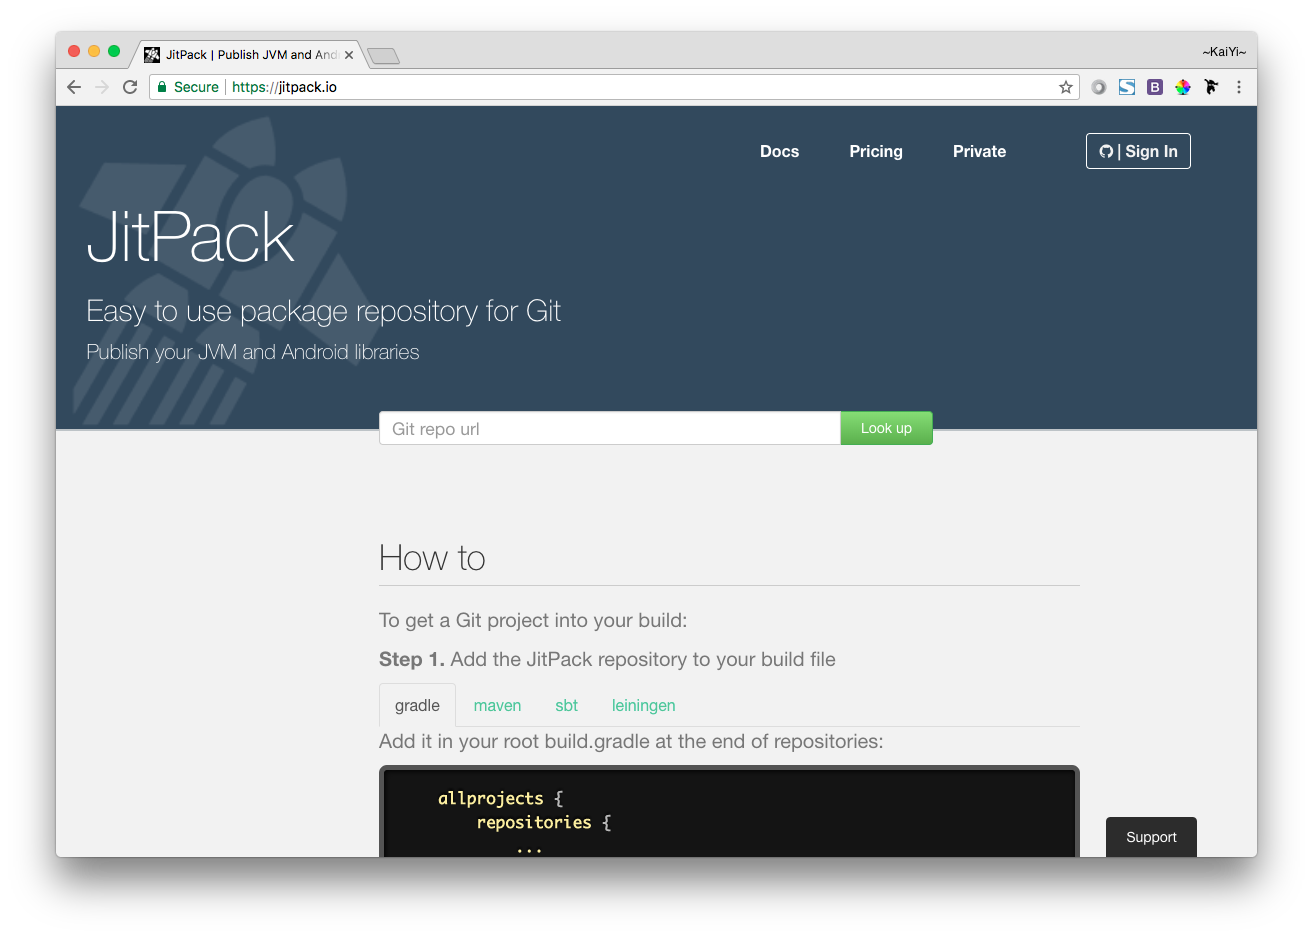 JitPack | Publish JVM and And
~KaiYi~
Secure https://jitpack.io
B
Docs
Pricing
Private
| Sign In
JitPack
Easy to use package repository for Git
Publish your JVM and Android libraries
Git repo url
Look up
How to
To get a Git project into your build:
Step 1. Add the JitPack repository to your build file
gradle
maven
sbt
leiningen
Add it in your root build.gradle at the end of repositories:
allprojects {
repositories {
...
Support